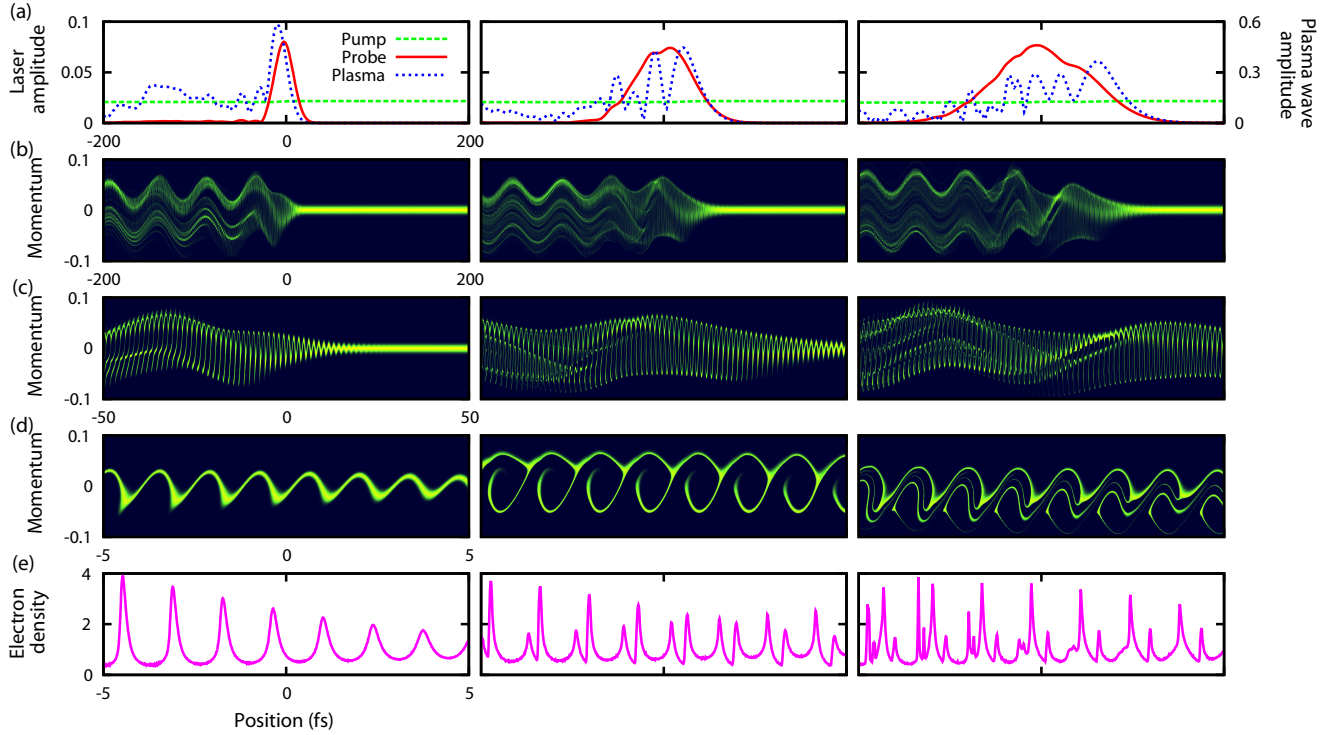 (a)
Laser
amplitude
0.1
0.05
0
Pump
Probe
Plasma
0.6
0.3
0
Plasma wave
amplitude
-200 0 200
(b)
Momentum
0.1
0
-0.1
-200 0 200
(c)
Momentum
0.1
0
-0.1
-50 0 50
(d)
Momentum
0.1
0
-0.1
-5 0 5
(e)
Electron
density
4
2
0
-5 0 5
Position (fs)